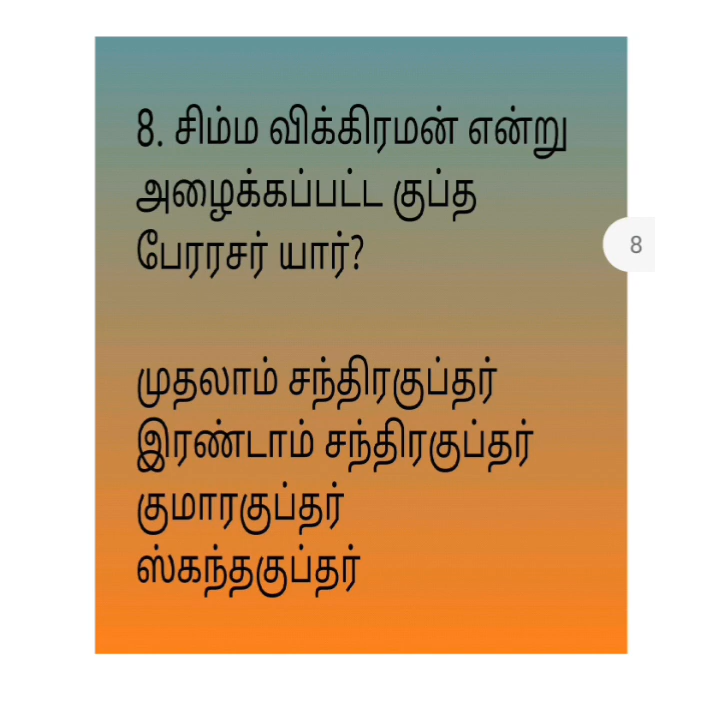 8. சிம்ம விக்கிரமன் என்று
அழைக்கப்பட்ட குப்த
பேரரசர் யார்?
8
முதலாம் சந்திரகுப்தர்
இரண்டாம் சந்திரகுப்தர்
குமாரகுப்தர்
ஸ்கந்தகுப்தர்